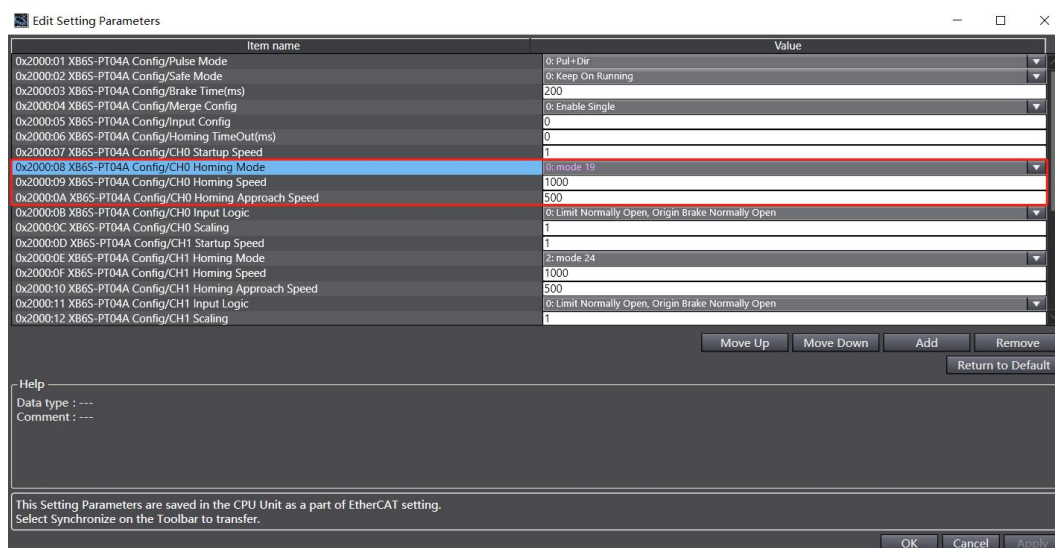 Edit Setting Parameters
Item name Value
0x2000:01 XB6S-PT04A Config/Pulse Mode 0: Pul+Dir
0x2000:02 XB6S-PT04A Config/Safe Mode 0: Keep On Running
0x2000:03 XB6S-PT04A Config/Brake Time(ms) 200
0x2000:04 XB6S-PT04A Config/Merge Config 0: Enable Single
0x2000:05 XB6S-PT04A Config/Input Config 0
0x2000:06 XB6S-PT04A Config/Homing TimeOut(ms) 0
0x2000:07 XB6S-PT04A Config/CH0 Startup Speed 1
0x2000:08 XB6S-PT04A Config/CH0 Homing Mode 0: mode 19
0x2000:09 XB6S-PT04A Config/CH0 Homing Speed 1000
0x2000:0A XB6S-PT04A Config/CH0 Homing Approach Speed 500
0x2000:0B XB6S-PT04A Config/CH0 Input Logic 0: Limit Normally Open, Origin Brake Normally Open
0x2000:0C XB6S-PT04A Config/CH0 Scaling 1
0x2000:0D XB6S-PT04A Config/CH1 Startup Speed 1
0x2000:0E XB6S-PT04A Config/CH1 Homing Mode 2: mode 24
0x2000:0F XB6S-PT04A Config/CH1 Homing Speed 1000
0x2000:10 XB6S-PT04A Config/CH1 Homing Approach Speed 500
0x2000:11 XB6S-PT04A Config/CH1 Input Logic 0: Limit Normally Open, Origin Brake Normally Open
0x2000:12 XB6S-PT04A Config/CH1 Scaling 1
Move Up Move Down Add Remove
Return to Default
Help
Data type : ---
Comment : ---
This Setting Parameters are saved in the CPU Unit as a part of EtherCAT setting.
Select Synchronize on the Toolbar to transfer.
OK Cancel Apply